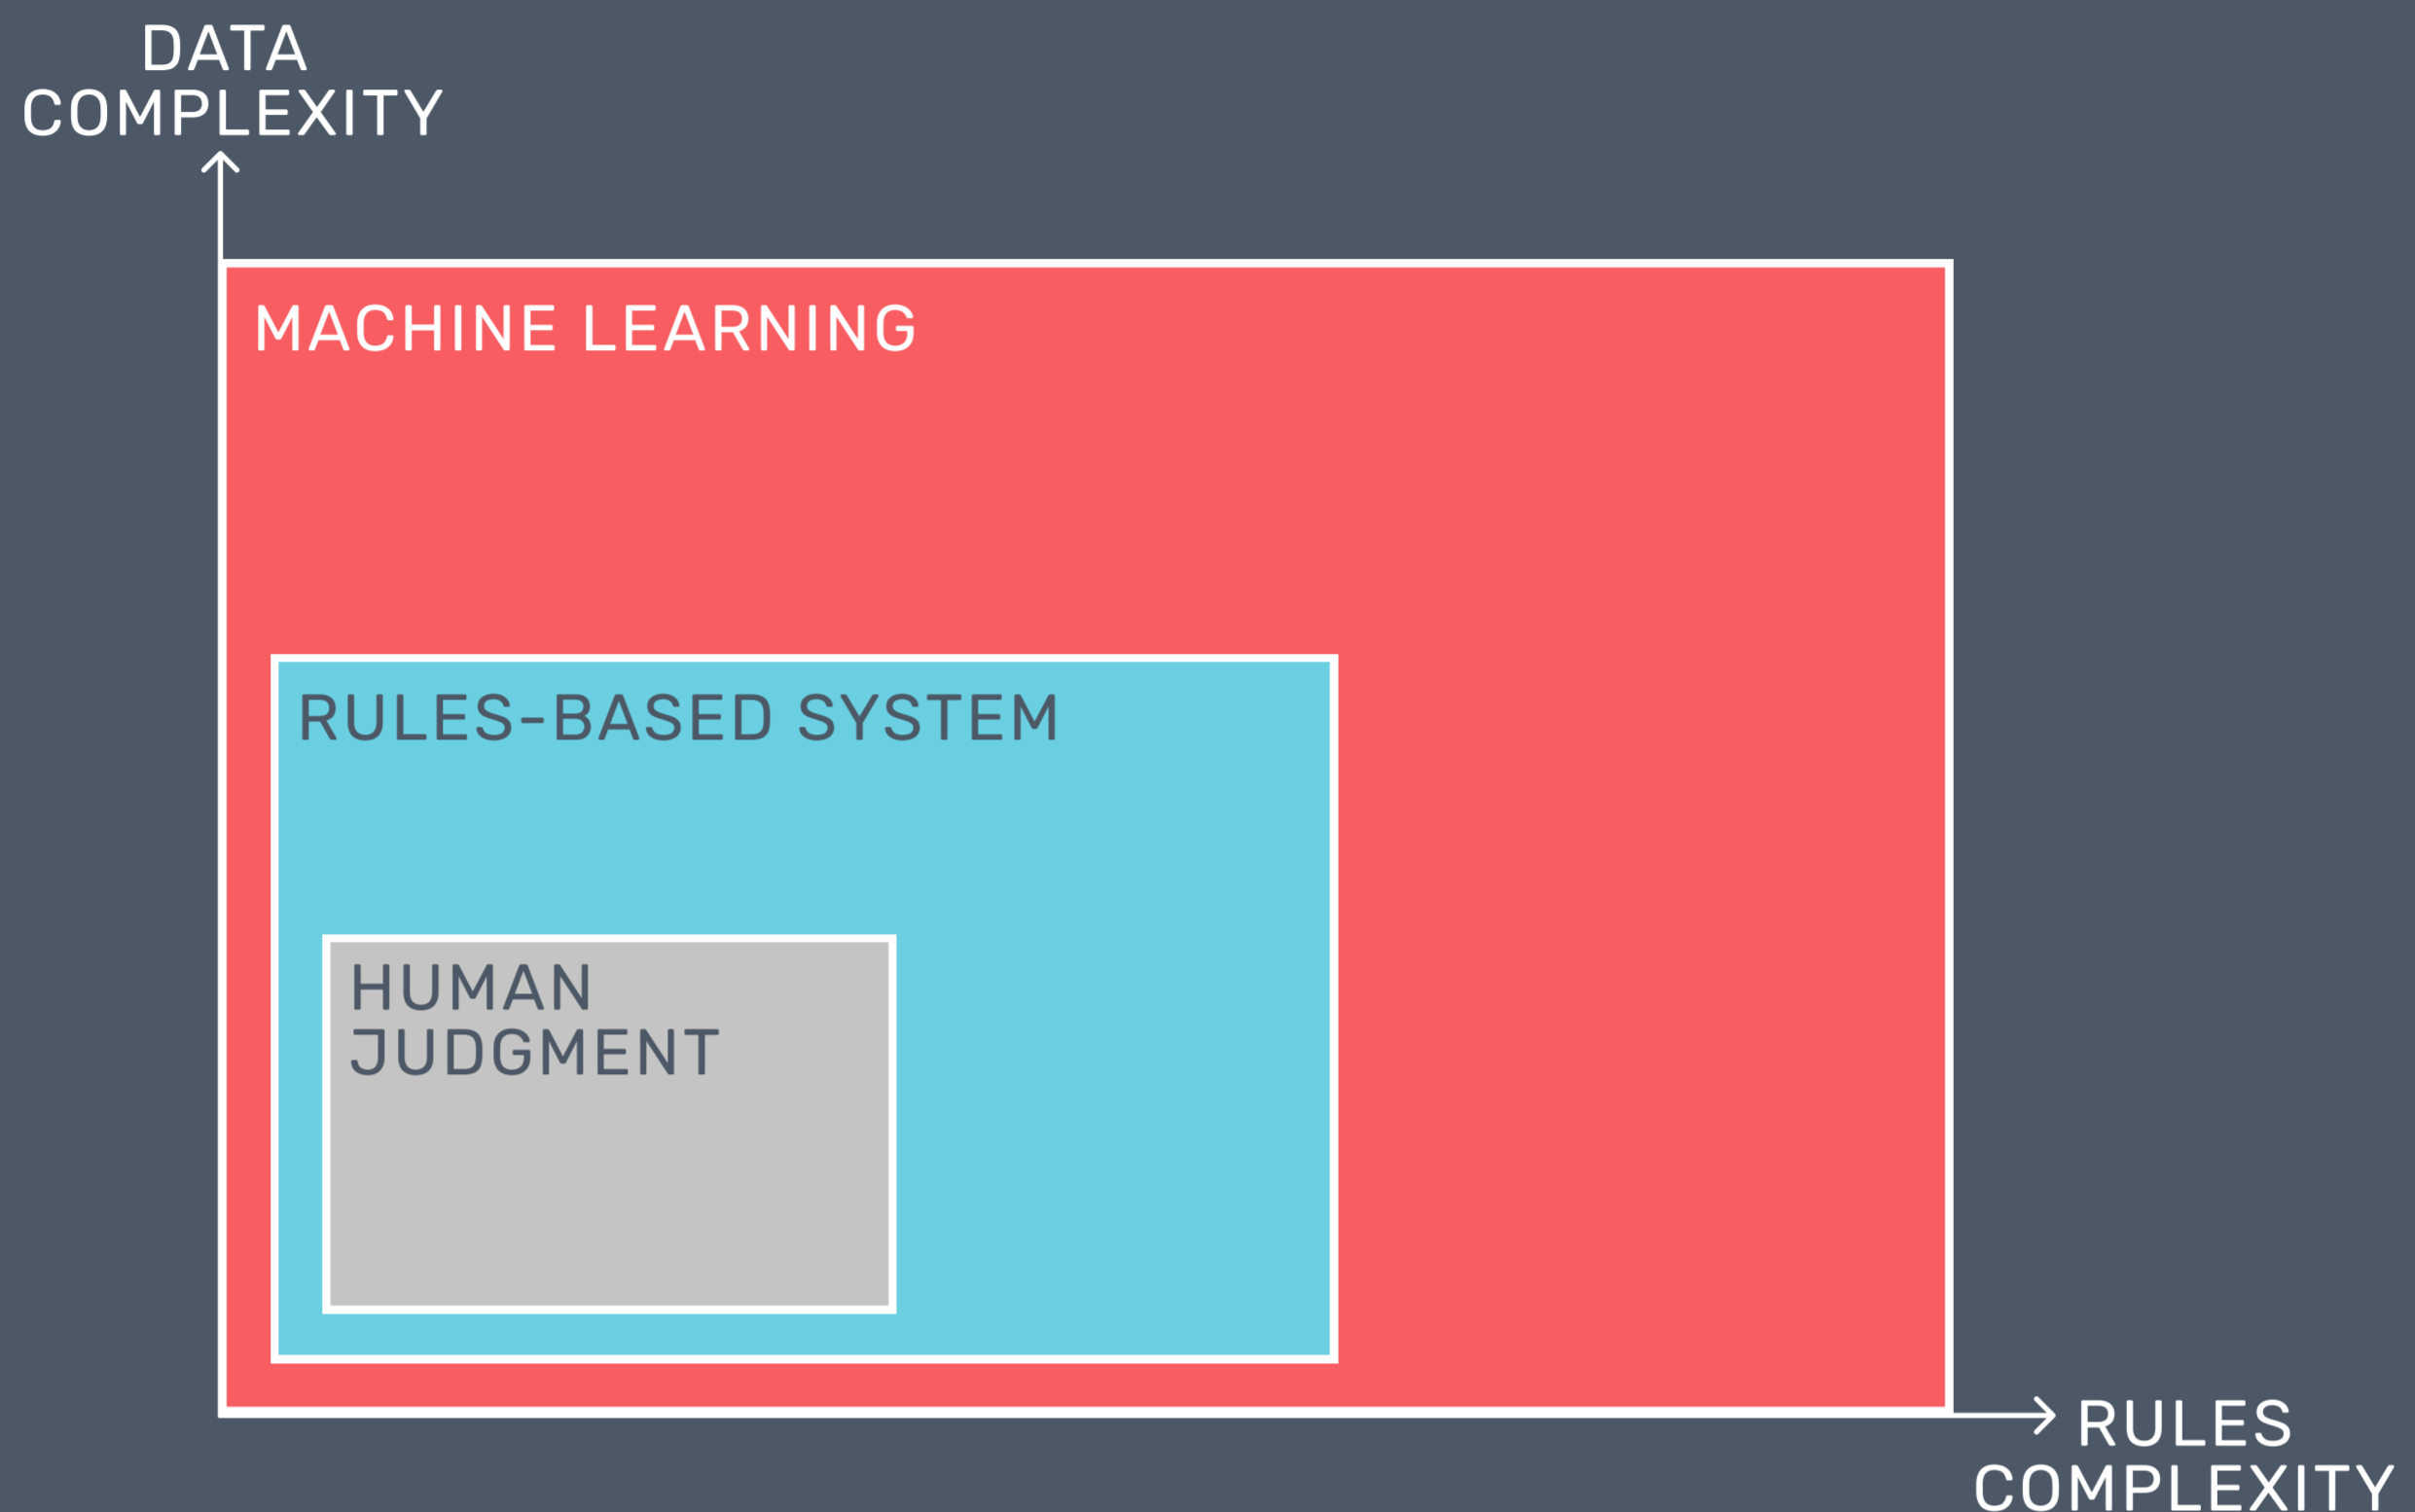 DATA
COMPLEXITY
MACHINE LEARNING
RULES-BASED SYSTEM
HUMAN
JUDGMENT
RULES
COMPLEXITY